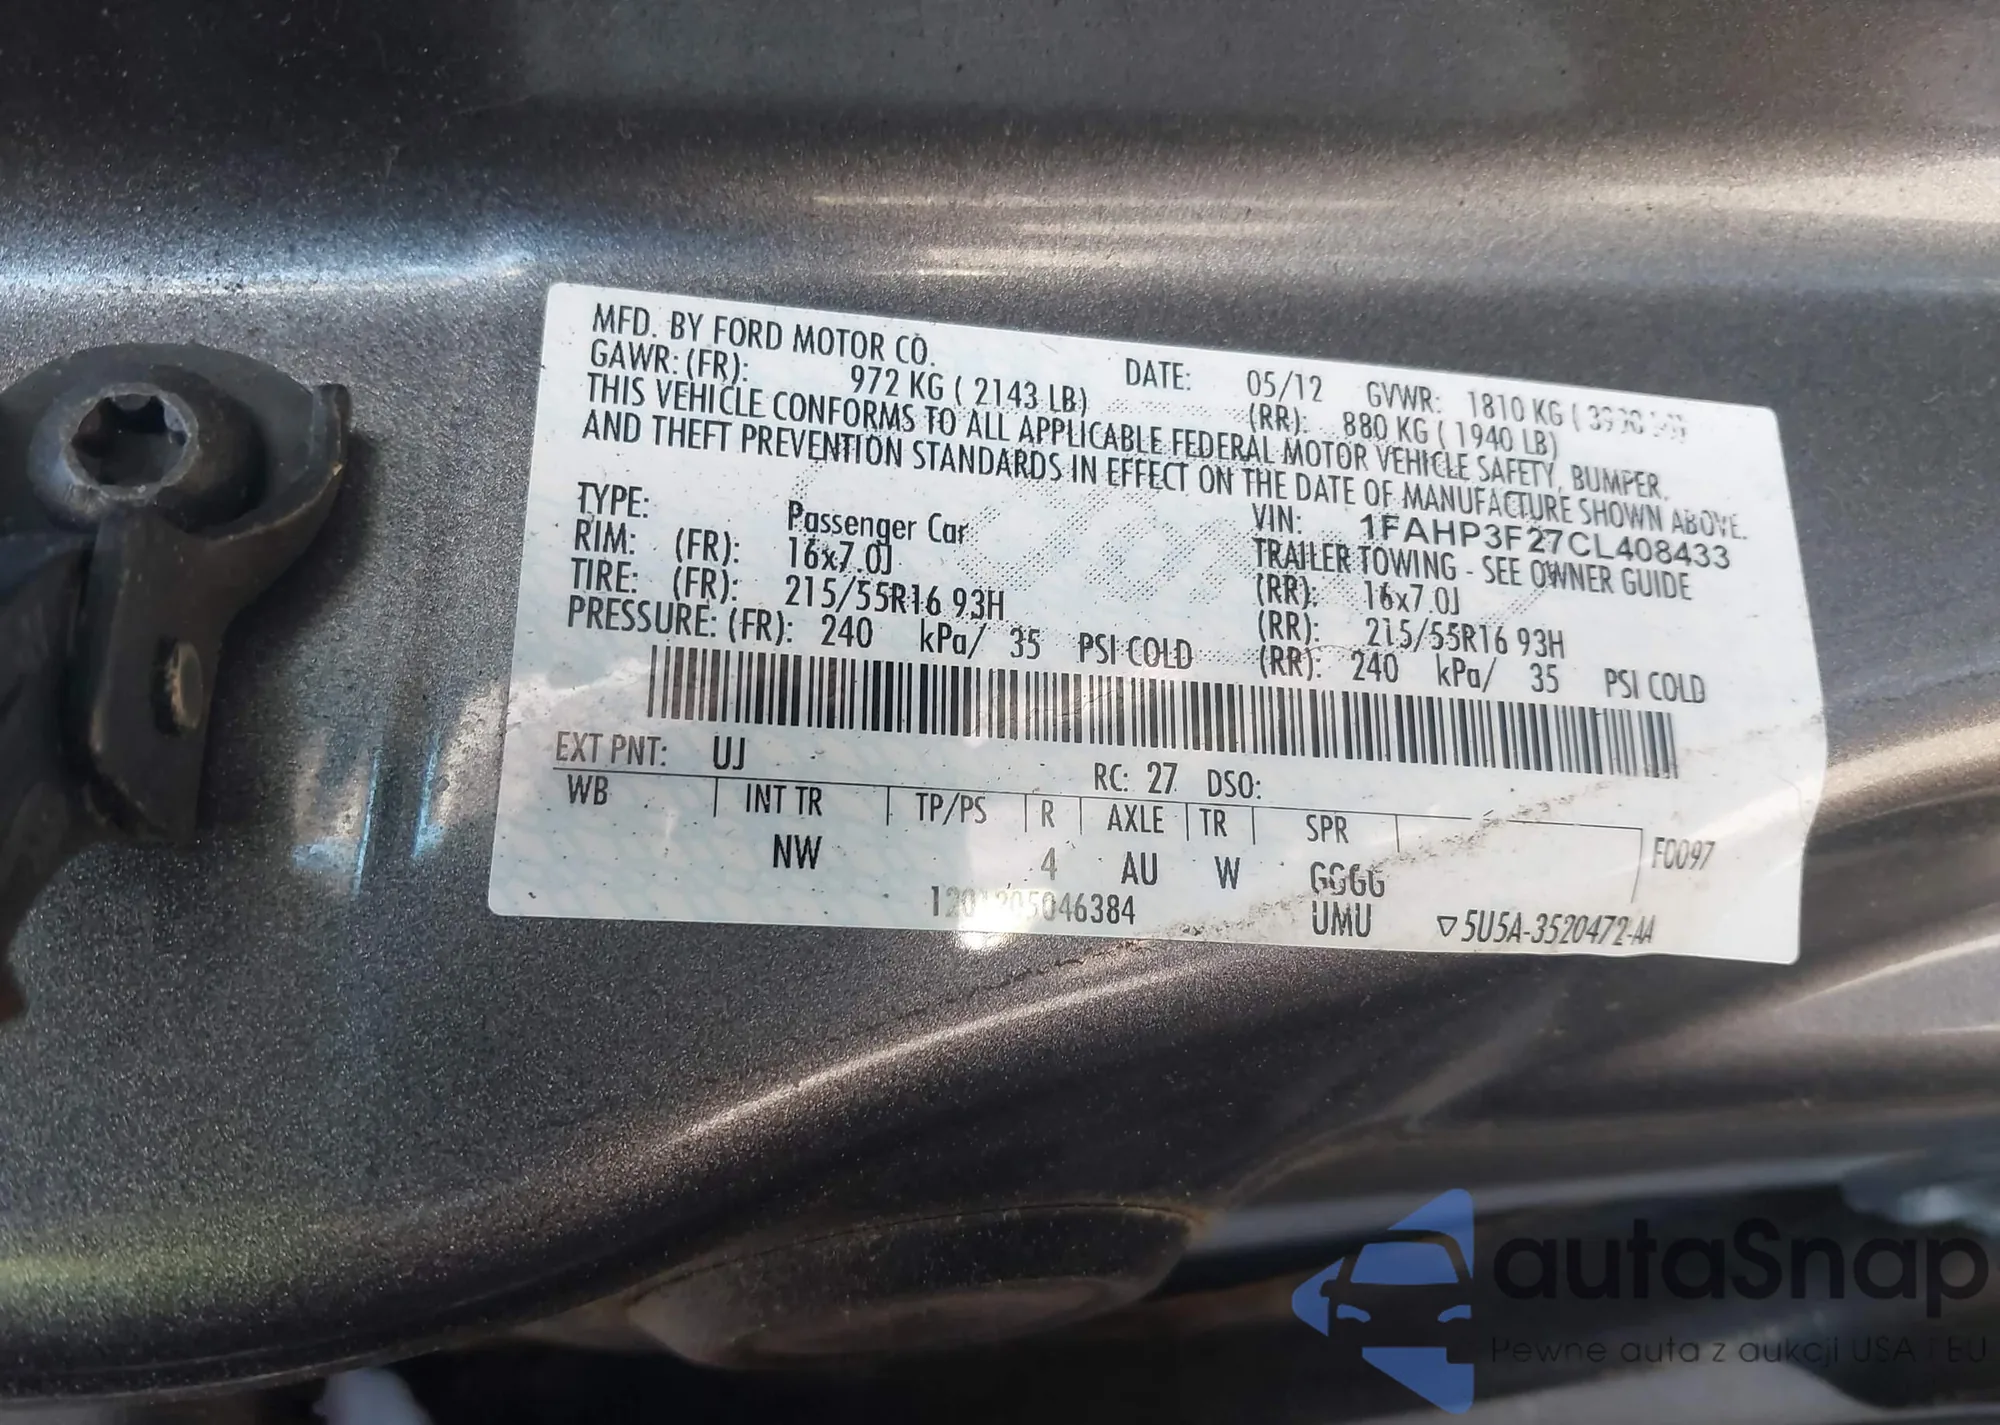 MFD. BY FORD MOTOR CO. DATE: 05/12 GVWR: 1810 KG (
GAWR: (FR): 972 KG ( 2143 LB) (RR): 880 KG ( 1940 LB)
THIS VEHICLE CONFORMS TO ALL APPLICABLE FEDERAL MOTOR VEHICLE SAFETY, BUMPER,
AND THEFT PREVENTION STANDARDS IN EFFECT ON THE DATE OF MANUFACTURE SHOWN ABOVE.
VIN: 1FAHP3F27CL408433
TYPE: Passenger Car TRAILER TOWING - SEE OWNER GUIDE
RIM: (FR): 16x7.0J (RR): 16x7.0J
TIRE: (FR): 215/55R16 93H (RR): 215/55R16 93H
PRESSURE: (FR): 240 kPa/ 35 PSI COLD (RR): 240 kPa/ 35 PSI COLD
EXT PNT: UJ RC: 27 DSO:
WB INT TR TP/PS R AXLE TR SPR F0097
NW 4 AU W GGGG
UMU ▽5U5A-3520472-AA
autaSnap
Pewne auta z aukcji USA i EU